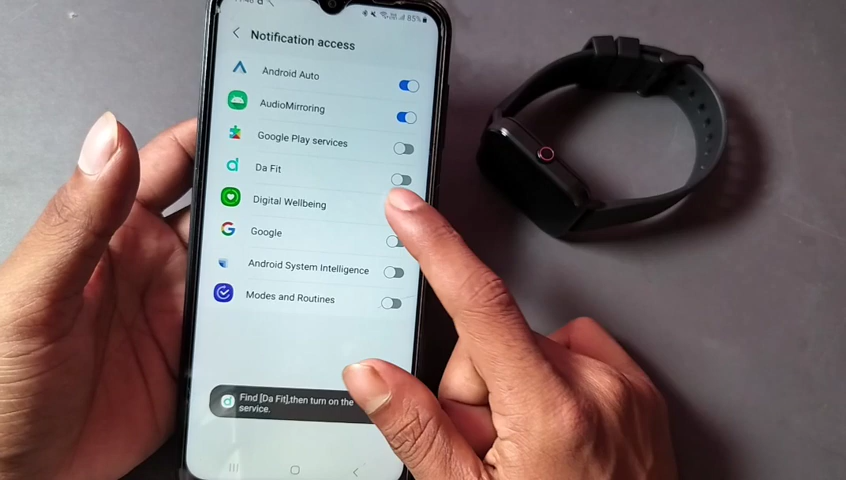 85%
Notification access
Android Auto
AudioMirroring
Google Play services
Da Fit
Digital Wellbeing
Google
Android System Intelligence
Modes and Routines
Find [Da Fit],then turn on the
service.